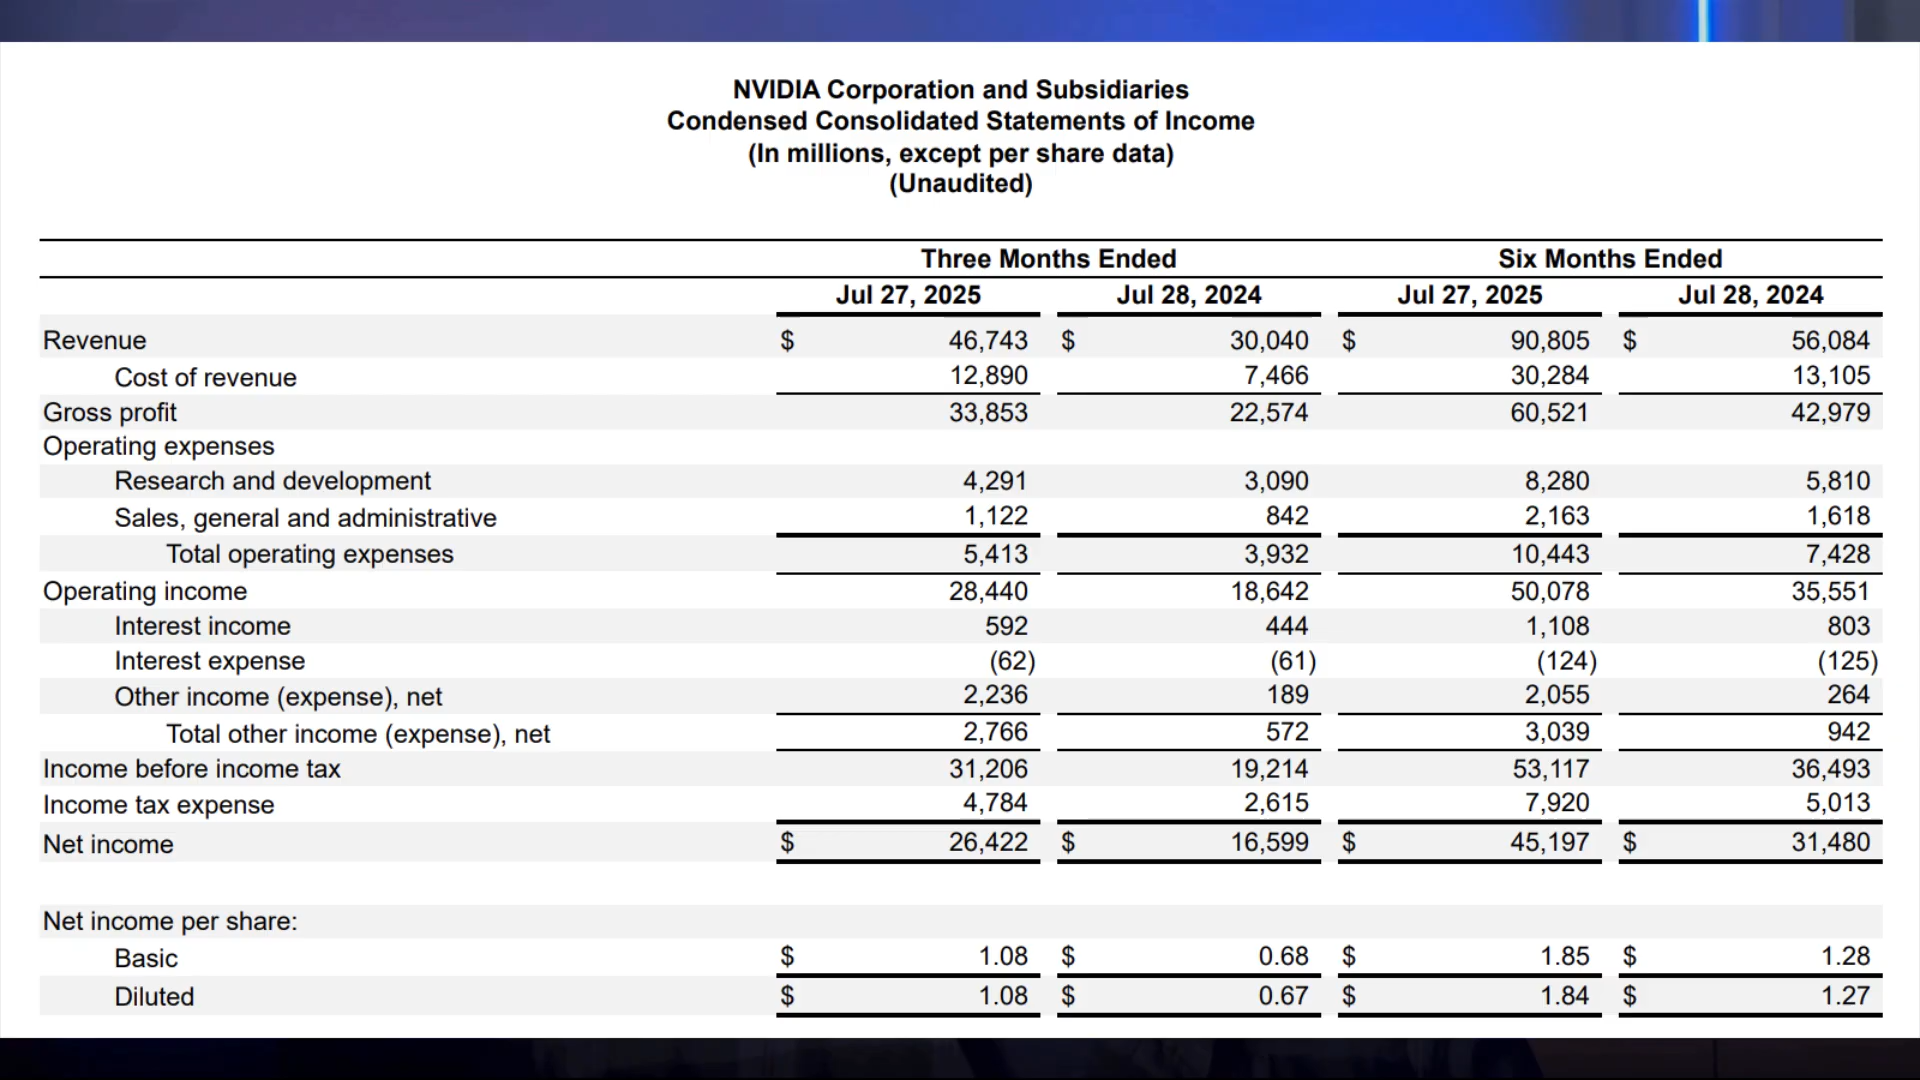 NVIDIA Corporation and Subsidiaries
Condensed Consolidated Statements of Income
(In millions, except per share data)
(Unaudited)
Three Months Ended Six Months Ended
Jul 27, 2025 Jul 28, 2024 Jul 27, 2025 Jul 28, 2024
Revenue $ 46,743 $ 30,040 $ 90,805 $ 56,084
Cost of revenue 12,890 7,466 30,284 13,105
Gross profit 33,853 22,574 60,521 42,979
Operating expenses
Research and development 4,291 3,090 8,280 5,810
Sales, general and administrative 1,122 842 2,163 1,618
Total operating expenses 5,413 3,932 10,443 7,428
Operating income 28,440 18,642 50,078 35,551
Interest income 592 444 1,108 803
Interest expense (62) (61) (124) (125)
Other income (expense), net 2,236 189 2,055 264
Total other income (expense), net 2,766 572 3,039 942
Income before income tax 31,206 19,214 53,117 36,493
Income tax expense 4,784 2,615 7,920 5,013
Net income $ 26,422 $ 16,599 $ 45,197 $ 31,480
Net income per share:
Basic $ 1.08 $ 0.68 $ 1.85 $ 1.28
Diluted $ 1.08 $ 0.67 $ 1.84 $ 1.27